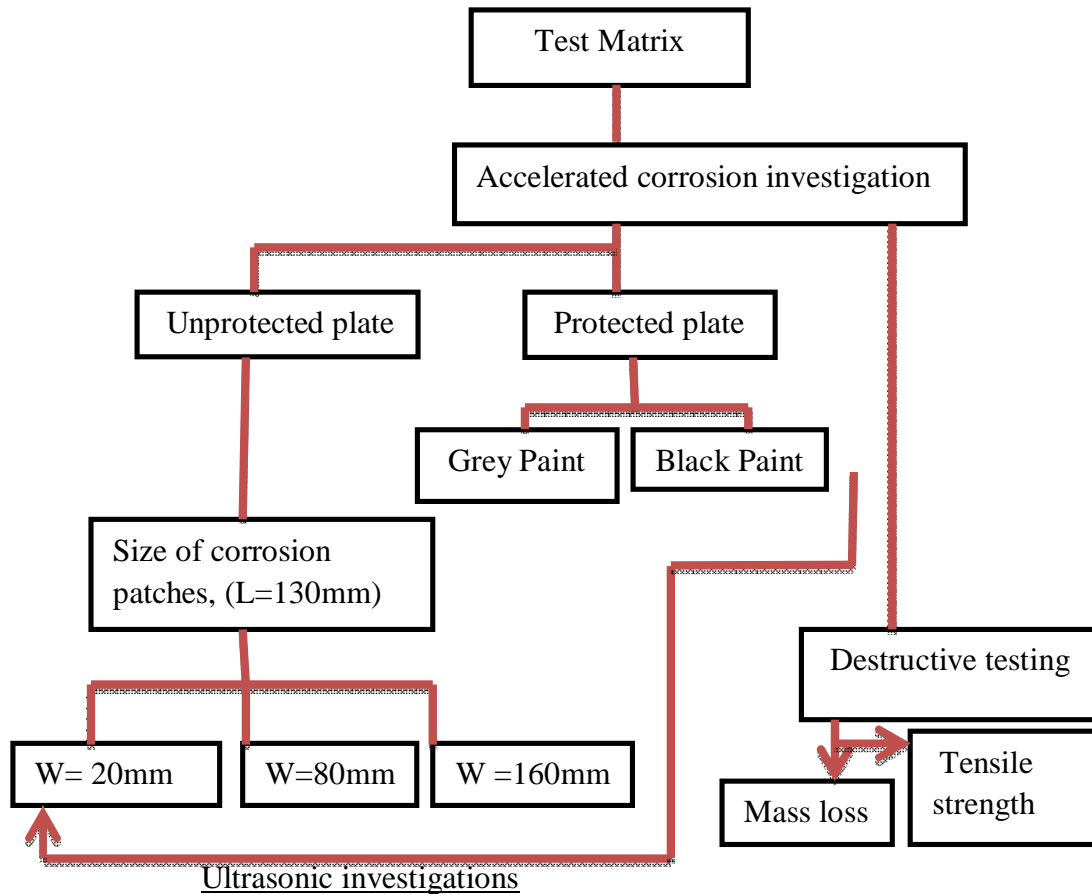 Test Matrix
Accelerated corrosion investigation
Unprotected plate
Protected plate
Grey Paint
Black Paint
Size of corrosion
patches, (L=130mm)
Destructive testing
W= 20mm
W=80mm
W =160mm
Mass loss
Tensile
strength
Ultrasonic investigations